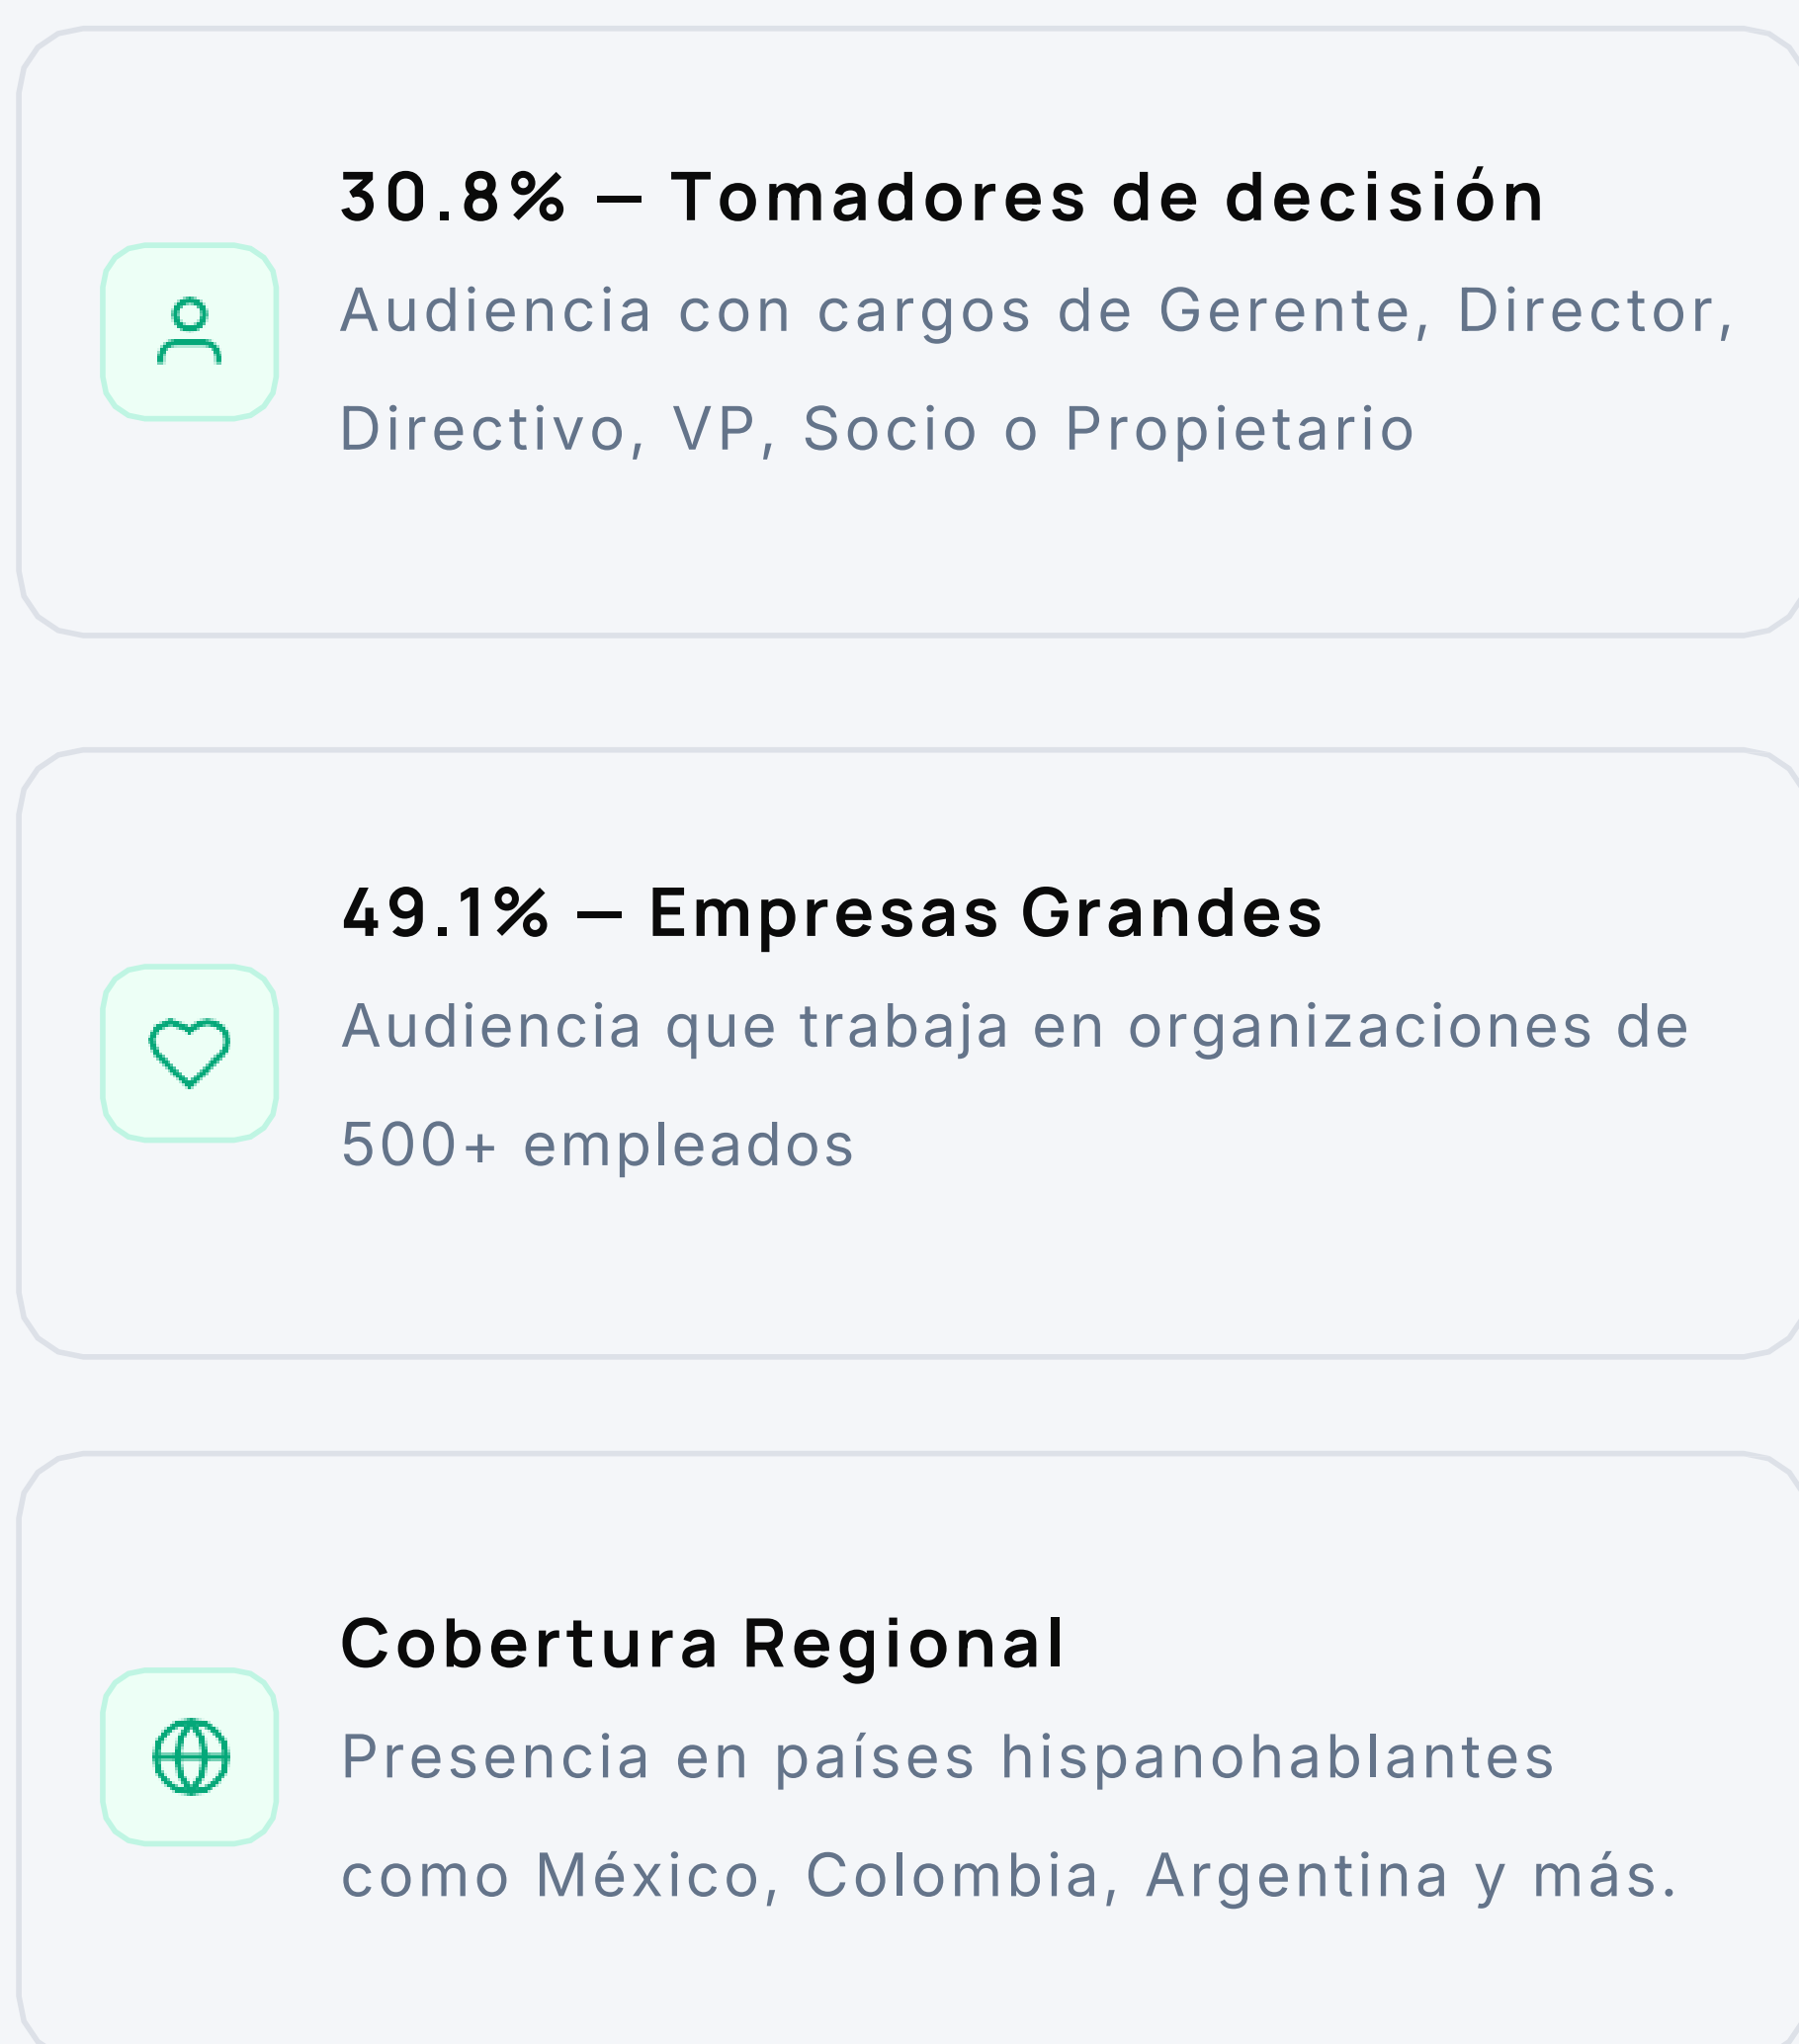 30.8% — Tomadores de decisión
Audiencia con cargos de Gerente, Director,
Directivo, VP, Socio o Propietario
49.1% — Empresas Grandes
Audiencia que trabaja en organizaciones de
500+ empleados
Cobertura Regional
Presencia en países hispanohablantes
como México, Colombia, Argentina y más.